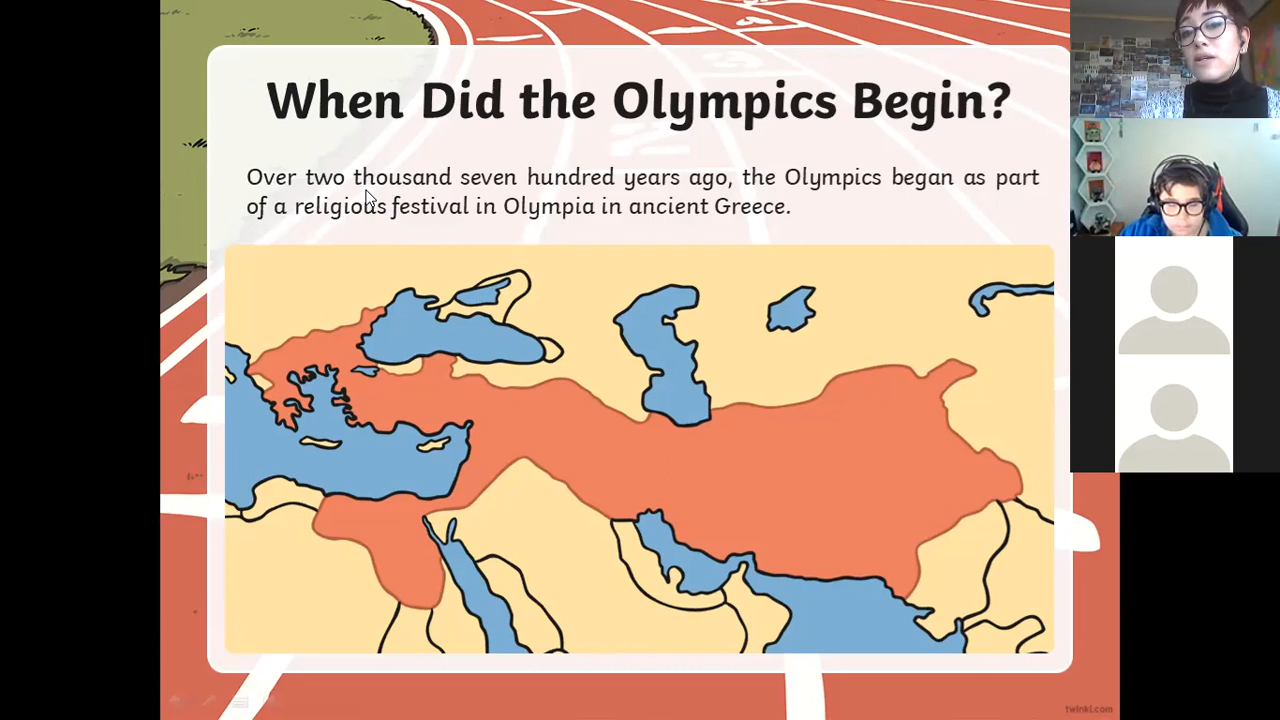 When Did the Olympics Begin?
Over two thousand seven hundred years ago, the Olympics began as part
of a religious festival in Olympia in ancient Greece.
twinkl.com